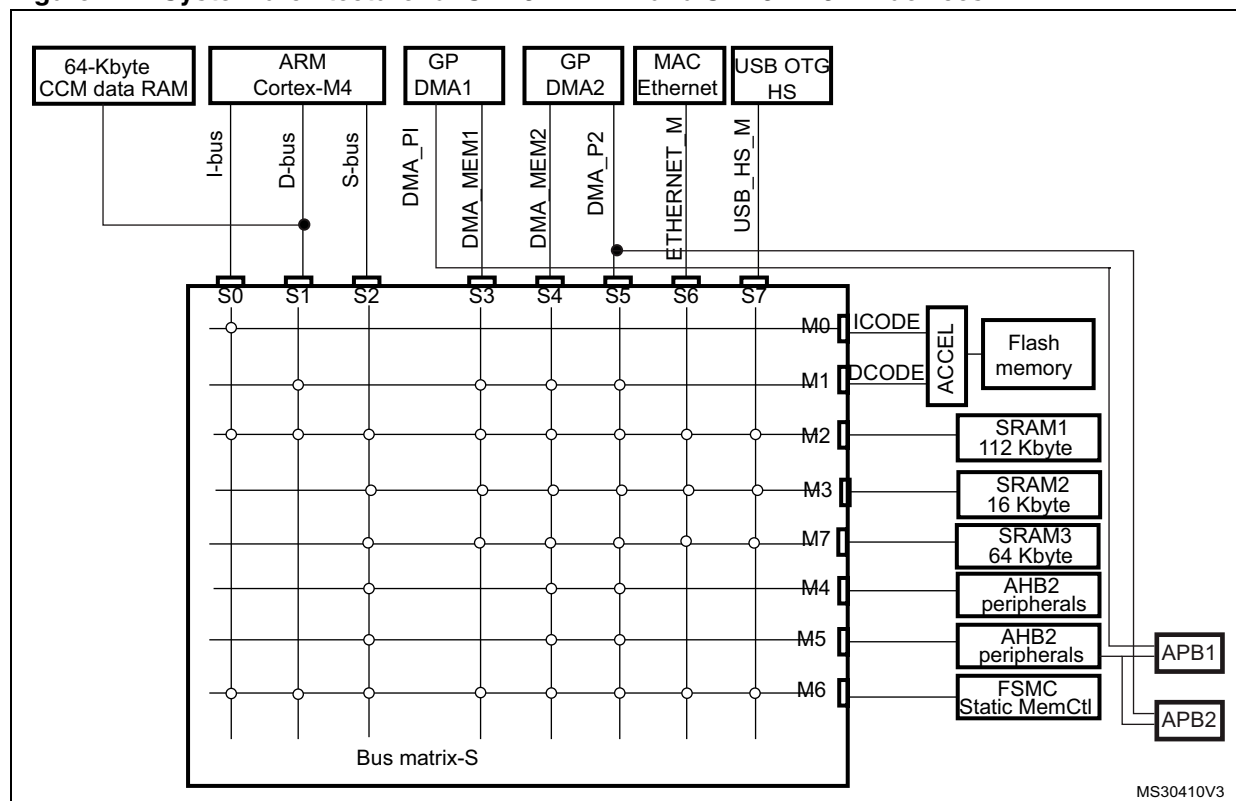 64-Kbyte
CCM data RAM
ARM
Cortex-M4
GP
DMA1
GP
DMA2
MAC
Ethernet
USB OTG
HS
I-bus
D-bus
S-bus
DMA_PI
DMA_MEM1
DMA_MEM2
DMA_P2
ETHERNET_M
USB_HS_M
S0
S1
S2
S3
S4
S5
S6
S7
M0
ICODE
M1
DCODE
ACCEL
Flash
memory
M2
SRAM1
112 Kbyte
M3
SRAM2
16 Kbyte
M7
SRAM3
64 Kbyte
M4
AHB2
peripherals
M5
AHB2
peripherals
APB1
M6
FSMC
Static MemCtl
APB2
Bus matrix-S
MS30410V3